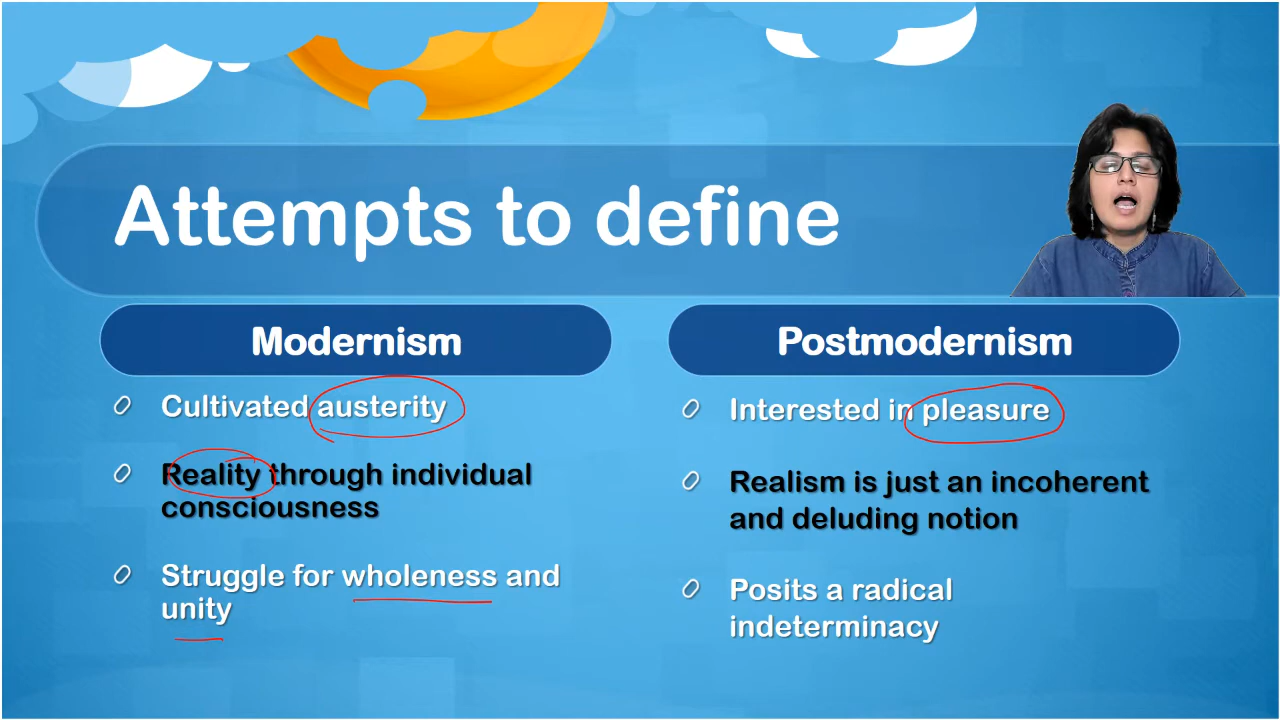 Attempts to define
Modernism
Cultivated austerity
Reality through individual
consciousness
Struggle for wholeness and
unity
Postmodernism
Interested in pleasure
Realism is just an incoherent
and deluding notion
Posits a radical
indeterminacy